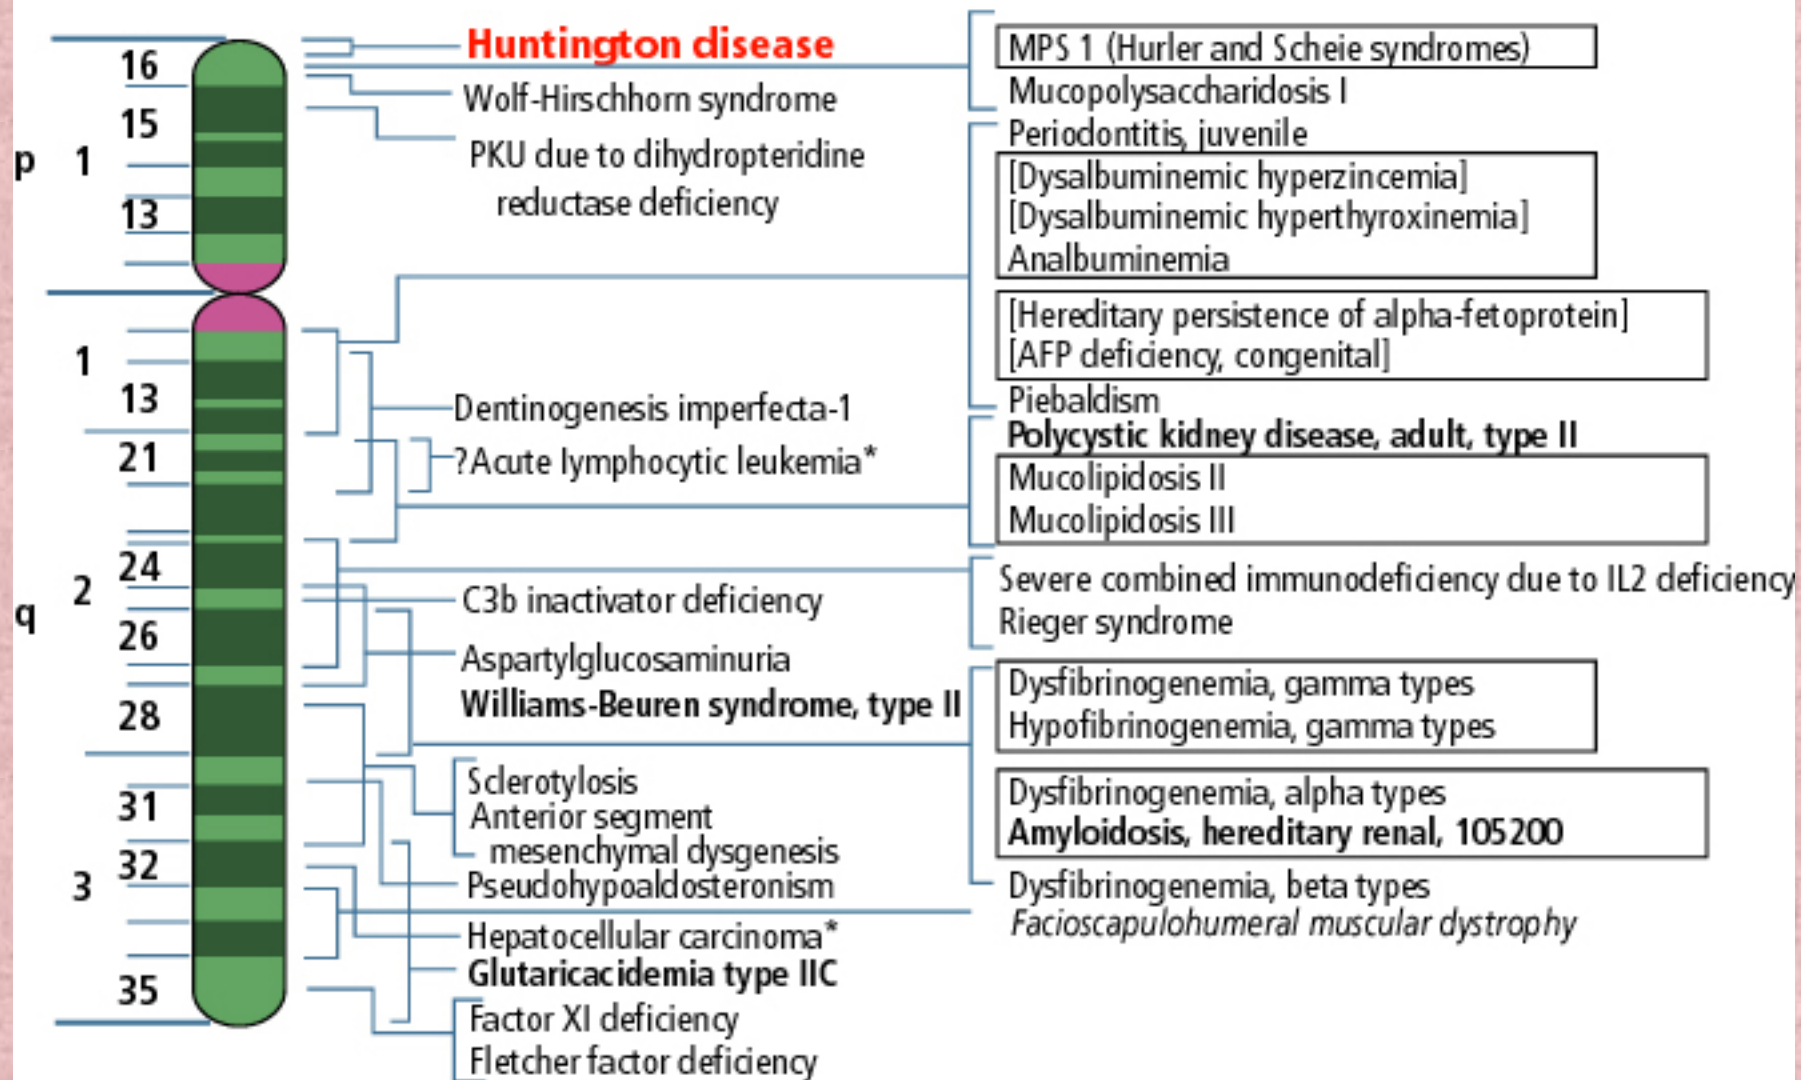 p
1
16
15
13
1
13
21
q
2
24
26
28
3
31
32
35
Huntington disease
Wolf-Hirschhorn syndrome
PKU due to dihydropteridine
reductase deficiency
Dentinogenesis imperfecta-1
?Acute lymphocytic leukemia*
C3b inactivator deficiency
Aspartylglucosaminuria
Williams-Beuren syndrome, type II
Sclerotylosis
Anterior segment
mesenchymal dysgenesis
Pseudohypoaldosteronism
Hepatocellular carcinoma*
Glutaricacidemia type IIC
Factor XI deficiency
Fletcher factor deficiency
MPS 1 (Hurler and Scheie syndromes)
Mucopolysaccharidosis I
Periodontitis, juvenile
[Dysalbuminemic hyperzincemia]
[Dysalbuminemic hyperthyroxinemia]
Analbuminemia
[Hereditary persistence of alpha-fetoprotein]
[AFP deficiency, congenital]
Piebaldism
Polycystic kidney disease, adult, type II
Mucolipidosis II
Mucolipidosis III
Severe combined immunodeficiency due to IL2 deficiency
Rieger syndrome
Dysfibrinogenemia, gamma types
Hypofibrinogenemia, gamma types
Dysfibrinogenemia, alpha types
Amyloidosis, hereditary renal, 105200
Dysfibrinogenemia, beta types
Facioscapulohumeral muscular dystrophy